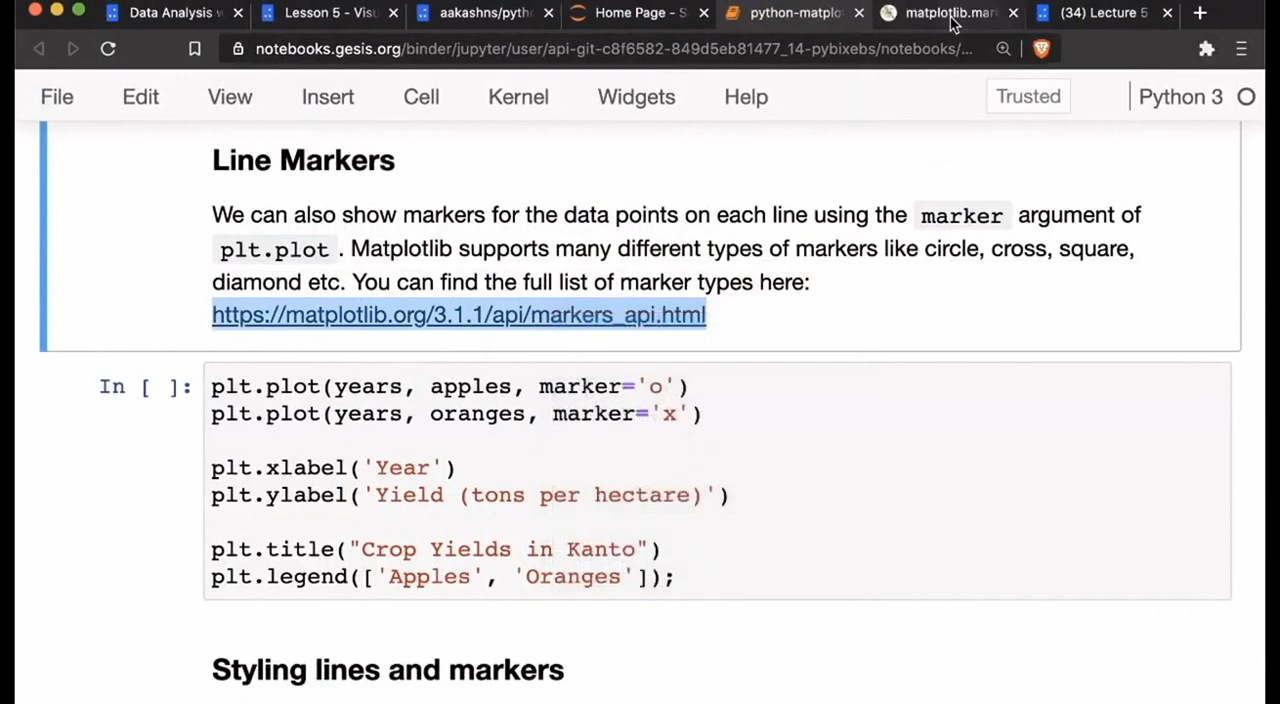 Data Analysis w
Lesson 5 - Visu
aakashns/pyth
Home Page - S
python-matplo
matplotlib.mar
(34) Lecture 5
notebooks.gesis.org/binder/jupyter/user/api-git-c8f6582-849d5eb81477_14-pybixebs/notebooks/...
File Edit View Insert Cell Kernel Widgets Help Trusted Python 3
Line Markers
We can also show markers for the data points on each line using the marker argument of
plt.plot . Matplotlib supports many different types of markers like circle, cross, square,
diamond etc. You can find the full list of marker types here:
https://matplotlib.org/3.1.1/api/markers_api.html
In [ ]: plt.plot(years, apples, marker='o')
plt.plot(years, oranges, marker='x')
plt.xlabel('Year')
plt.ylabel('Yield (tons per hectare)')
plt.title("Crop Yields in Kanto")
plt.legend(['Apples', 'Oranges']);
Styling lines and markers